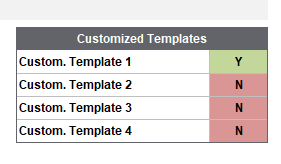 Customized Templates
Custom. Template 1 Y
Custom. Template 2 N
Custom. Template 3 N
Custom. Template 4 N